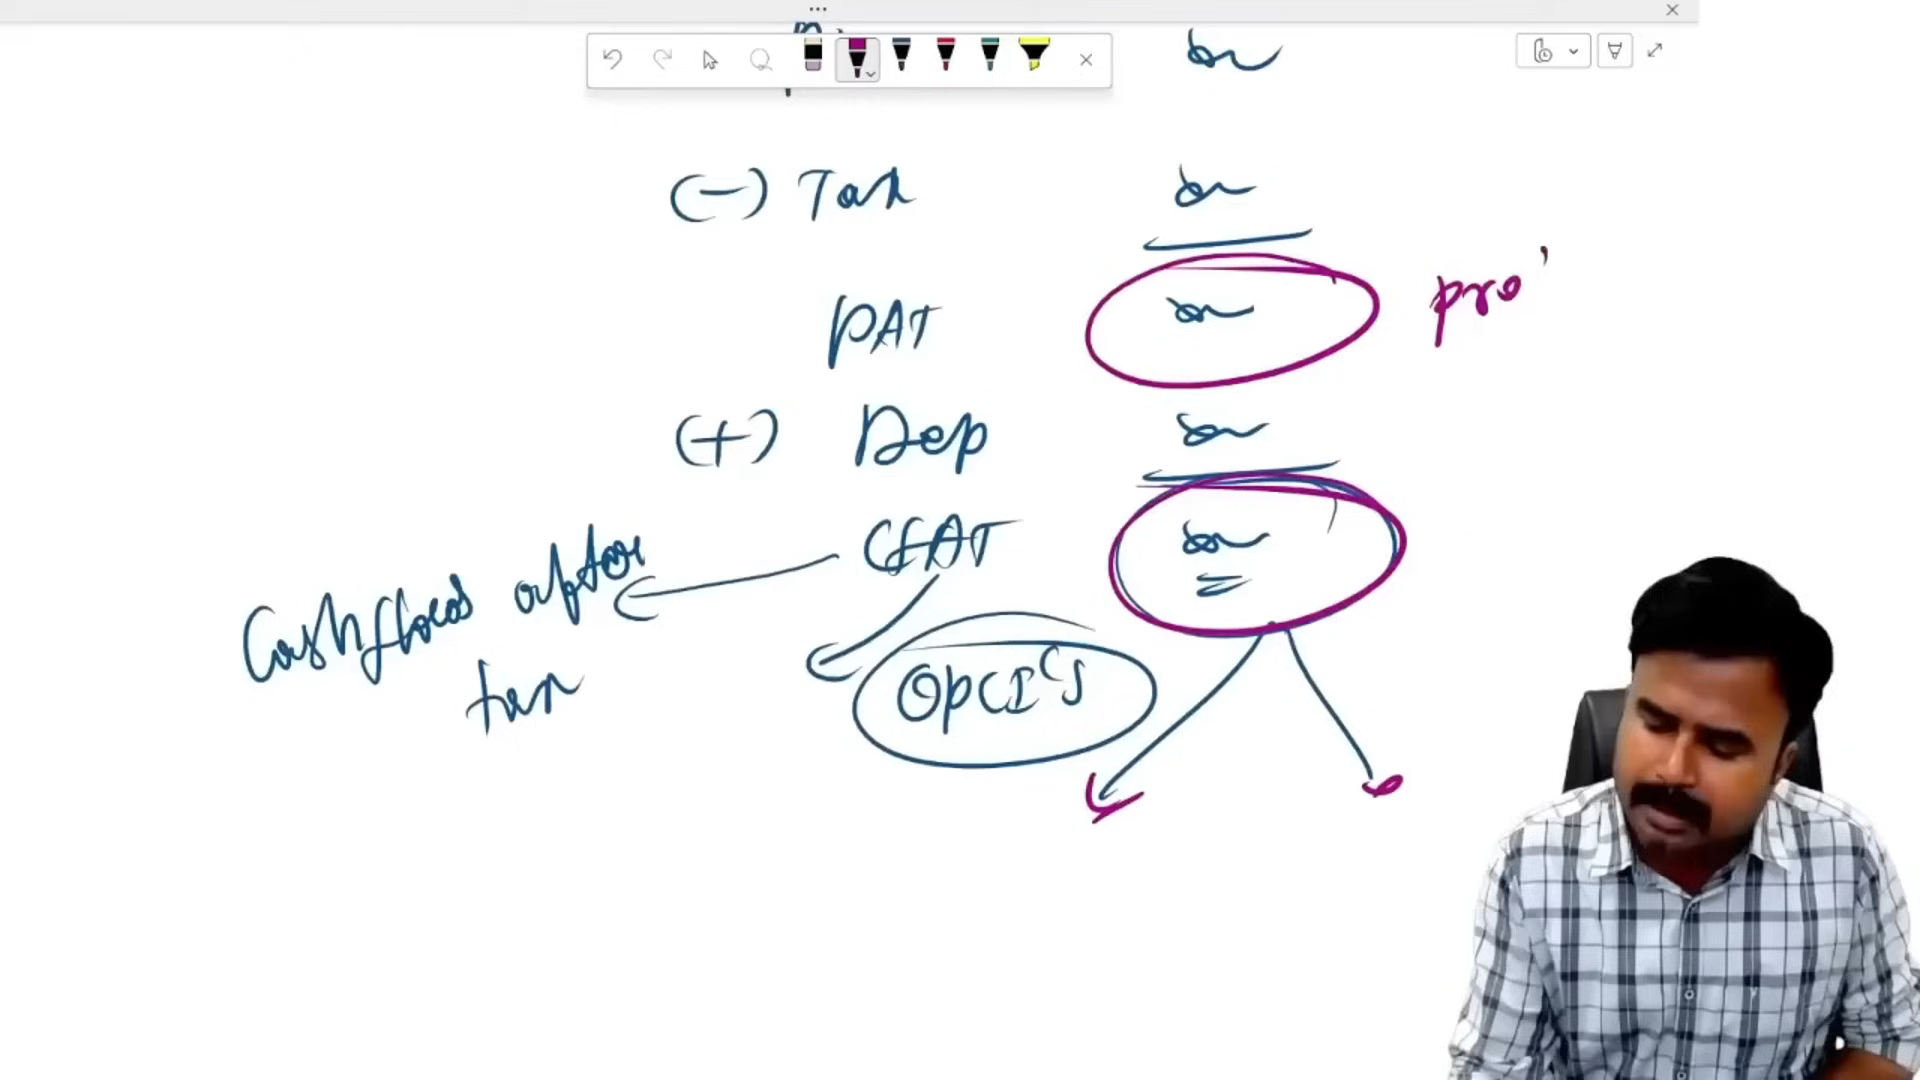 (-) Tax
PAT
pro
(+) Dep
CFAT
Cashflows after
tax
OPCI'S